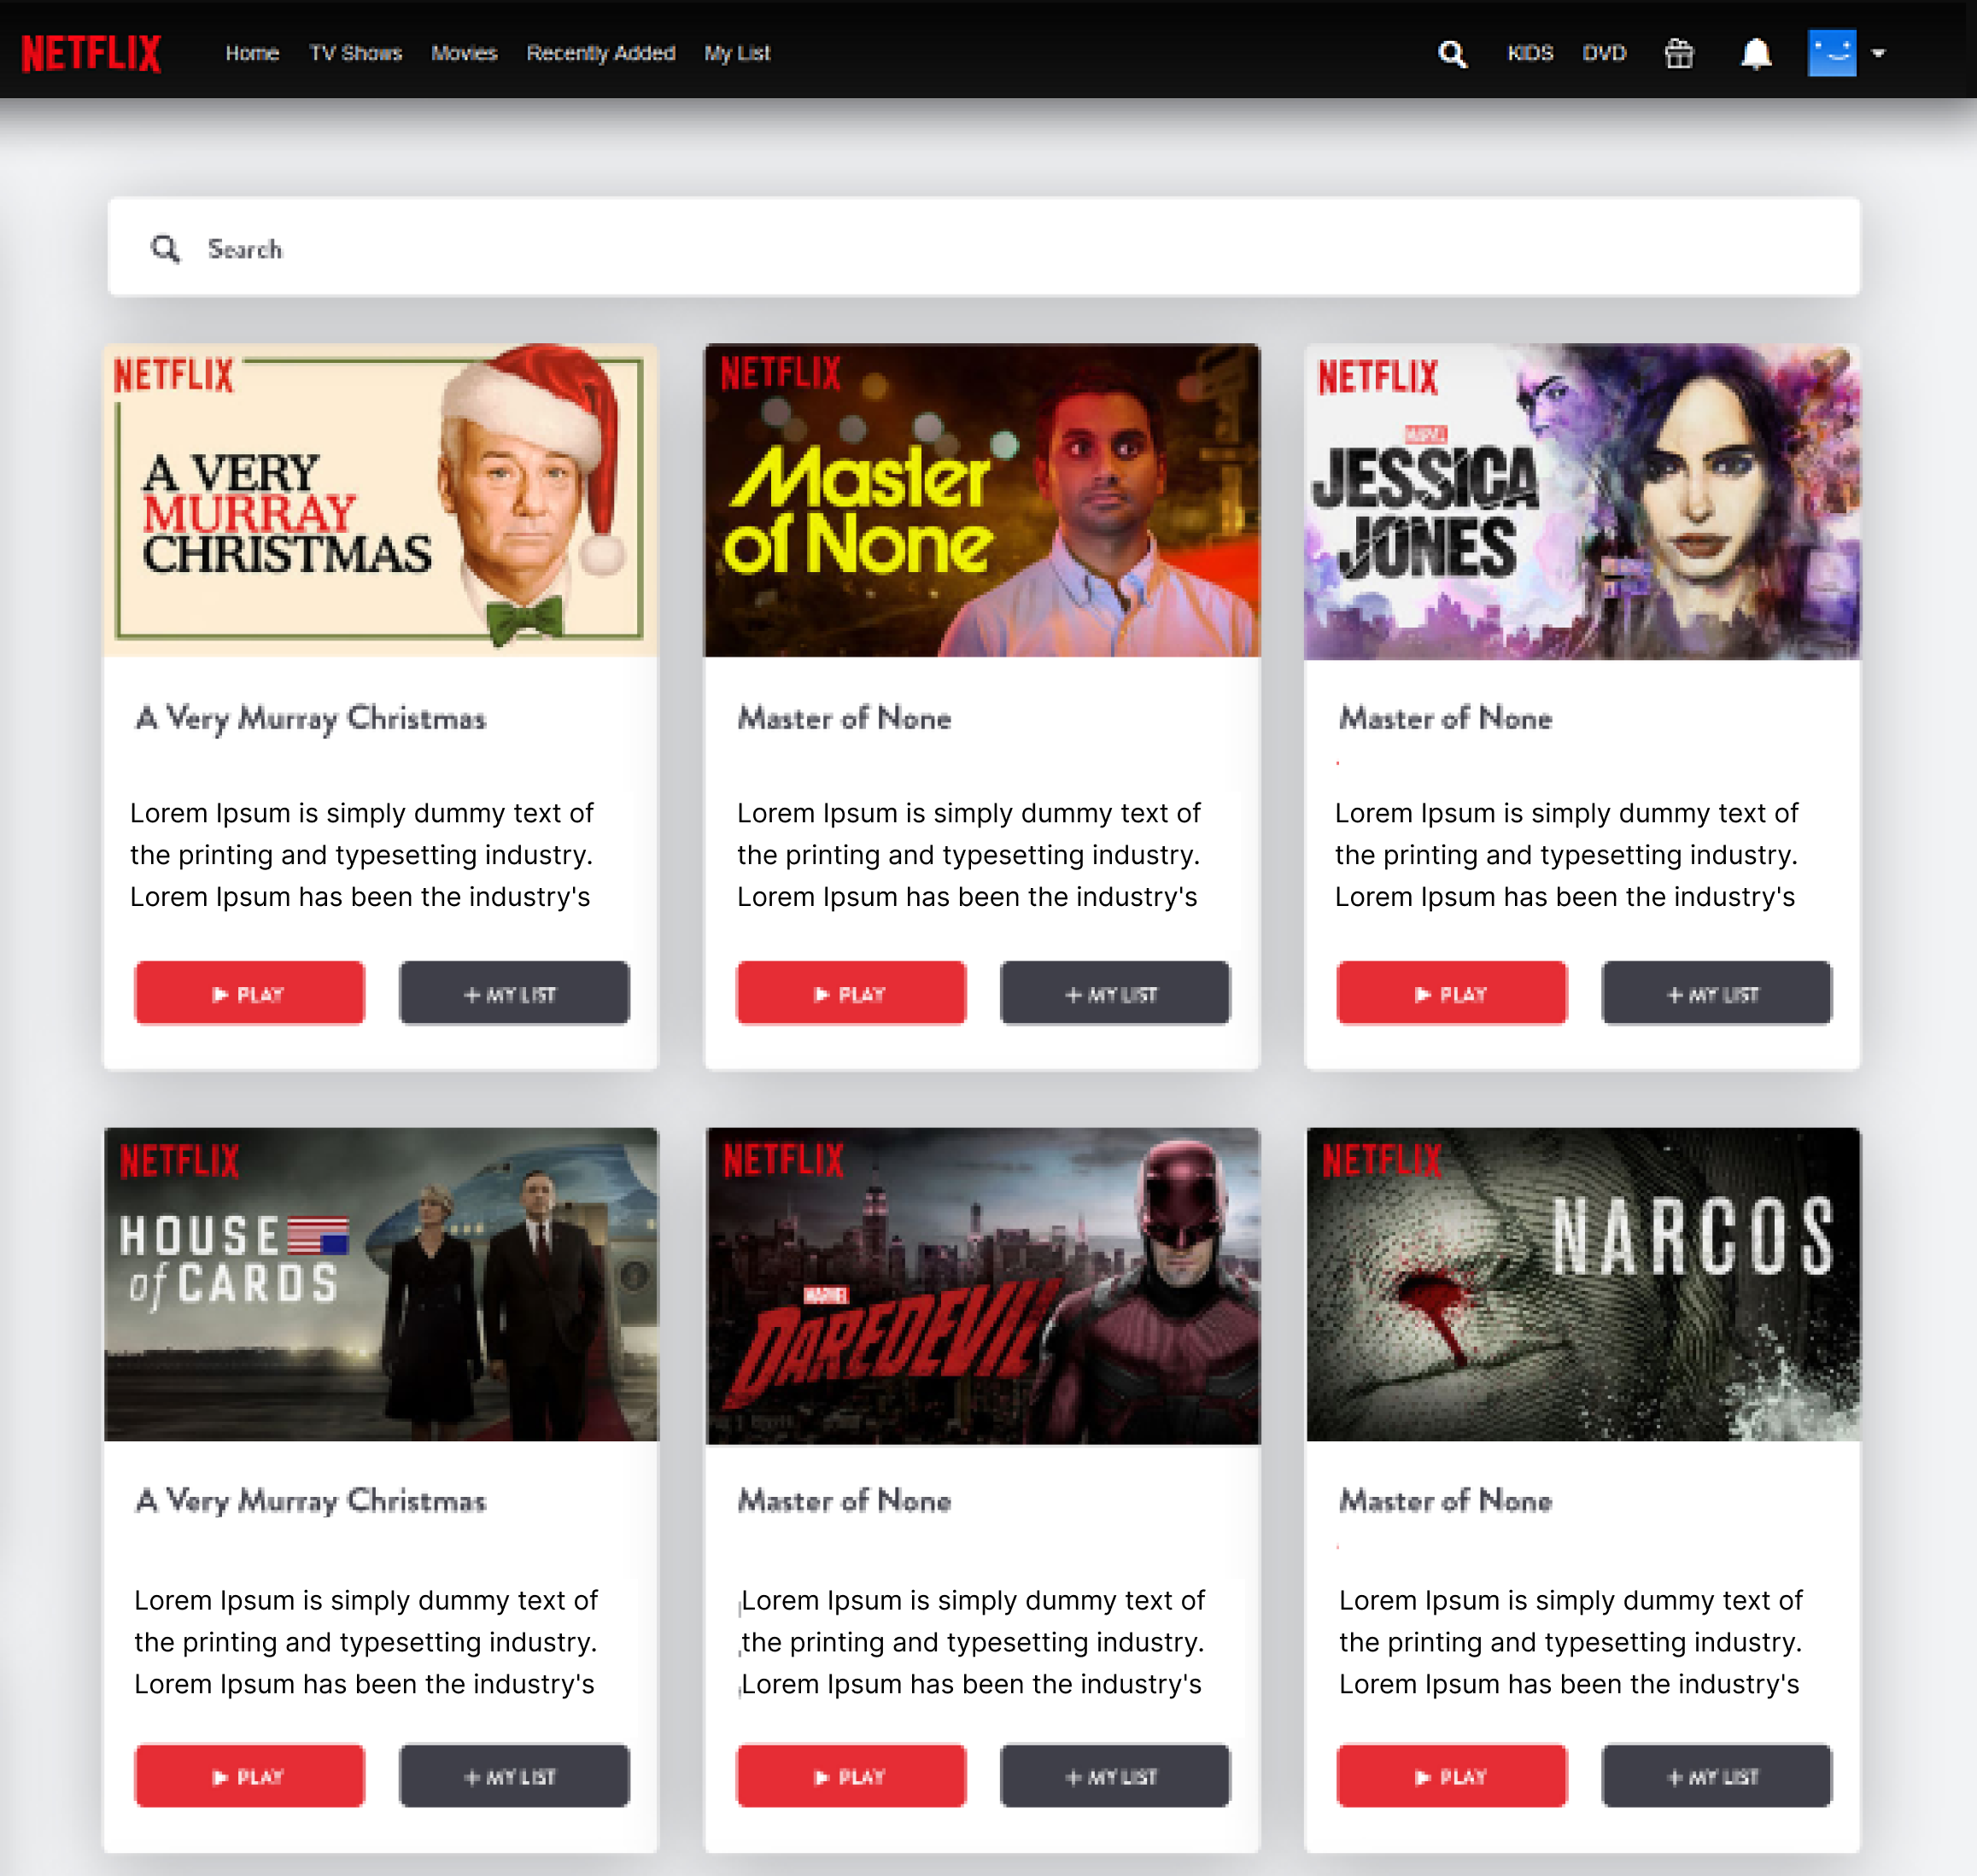 NETFLIX Home TV Shows Movies Recently Added My List KIDS DVD
Search
NETFLIX
A VERY
MURRAY
CHRISTMAS
A Very Murray Christmas
Lorem Ipsum is simply dummy text of
the printing and typesetting industry.
Lorem Ipsum has been the industry's
PLAY
+ MY LIST
NETFLIX
Master
of None
Master of None
Lorem Ipsum is simply dummy text of
the printing and typesetting industry.
Lorem Ipsum has been the industry's
PLAY
+ MY LIST
NETFLIX
MARVEL
JESSICA
JONES
Master of None
Lorem Ipsum is simply dummy text of
the printing and typesetting industry.
Lorem Ipsum has been the industry's
PLAY
+ MY LIST
NETFLIX
HOUSE
of CARDS
A Very Murray Christmas
Lorem Ipsum is simply dummy text of
the printing and typesetting industry.
Lorem Ipsum has been the industry's
PLAY
+ MY LIST
NETFLIX
MARVEL
DAREDEVIL
Master of None
Lorem Ipsum is simply dummy text of
the printing and typesetting industry.
Lorem Ipsum has been the industry's
PLAY
+ MY LIST
NETFLIX
NARCOS
Master of None
Lorem Ipsum is simply dummy text of
the printing and typesetting industry.
Lorem Ipsum has been the industry's
PLAY
+ MY LIST